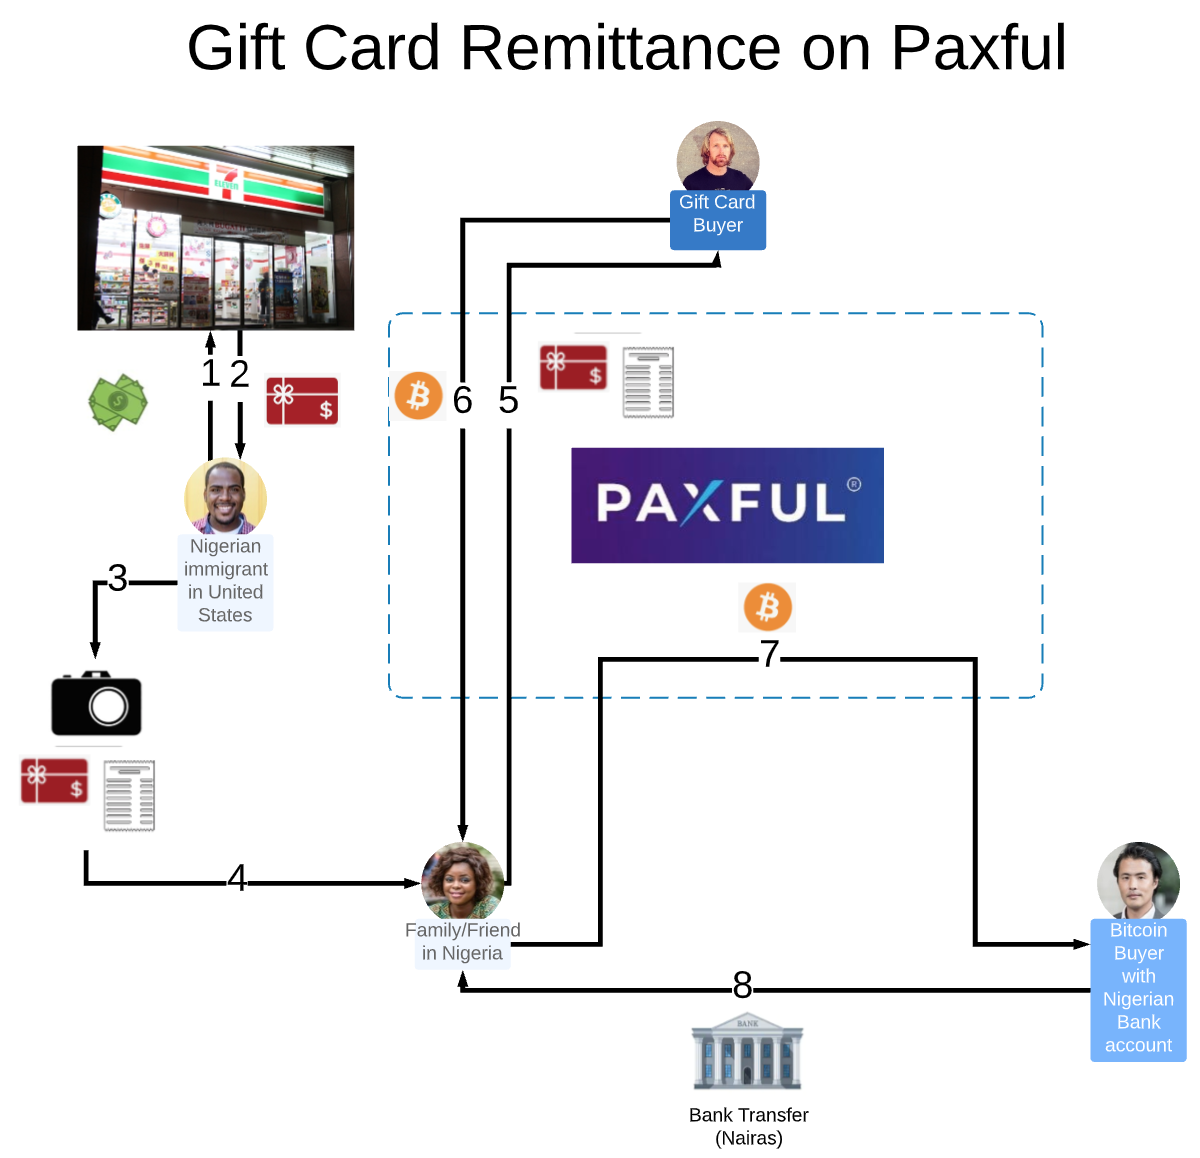 Gift Card Remittance on Paxful
7
ELEVEN
Gift Card
Buyer
1
2
$
$
6
5
$
PAXFUL®
Nigerian
immigrant
in United
States
3
7
$
4
Family/Friend
in Nigeria
8
Bitcoin
Buyer
with
Nigerian
Bank
account
BANK
Bank Transfer
(Nairas)